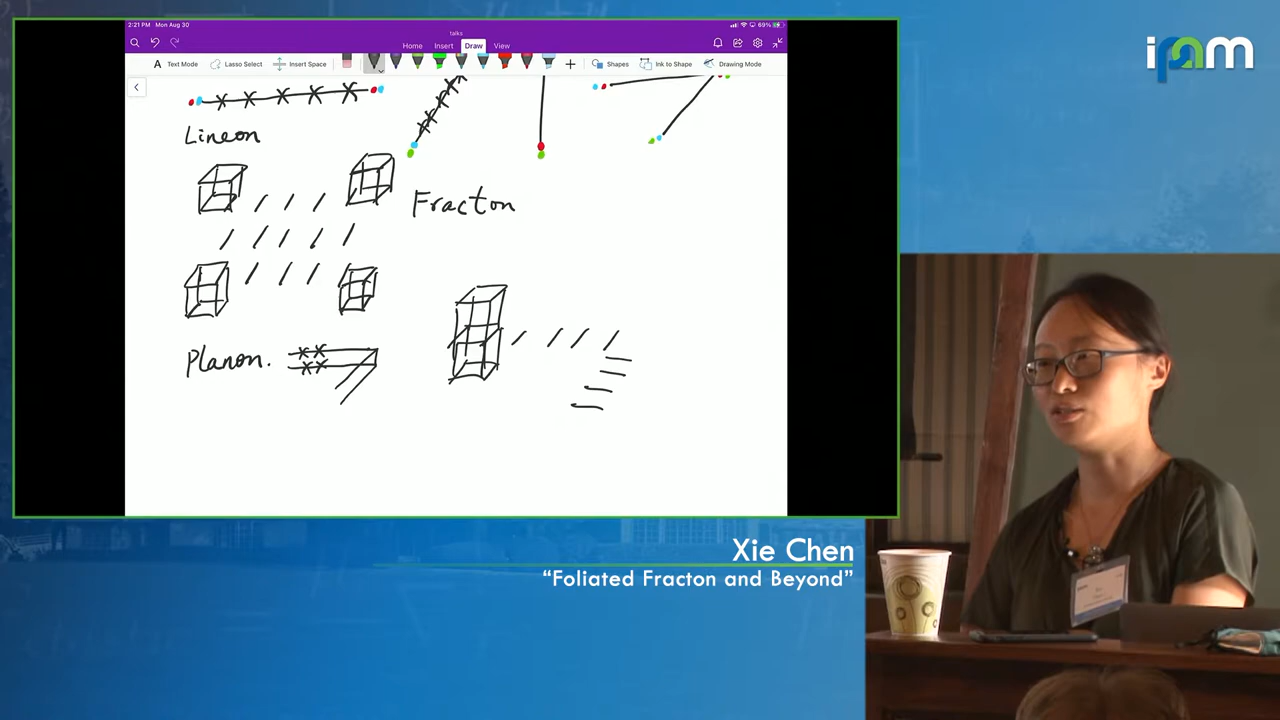 2:21 PM Mon Aug 30
69%
talks
Home Insert Draw View
Text Mode Lasso Select Insert Space Shapes Ink to Shape Drawing Mode
Lineon
Fracton
Planon.
ipam
Xie Chen
“Foliated Fracton and Beyond”